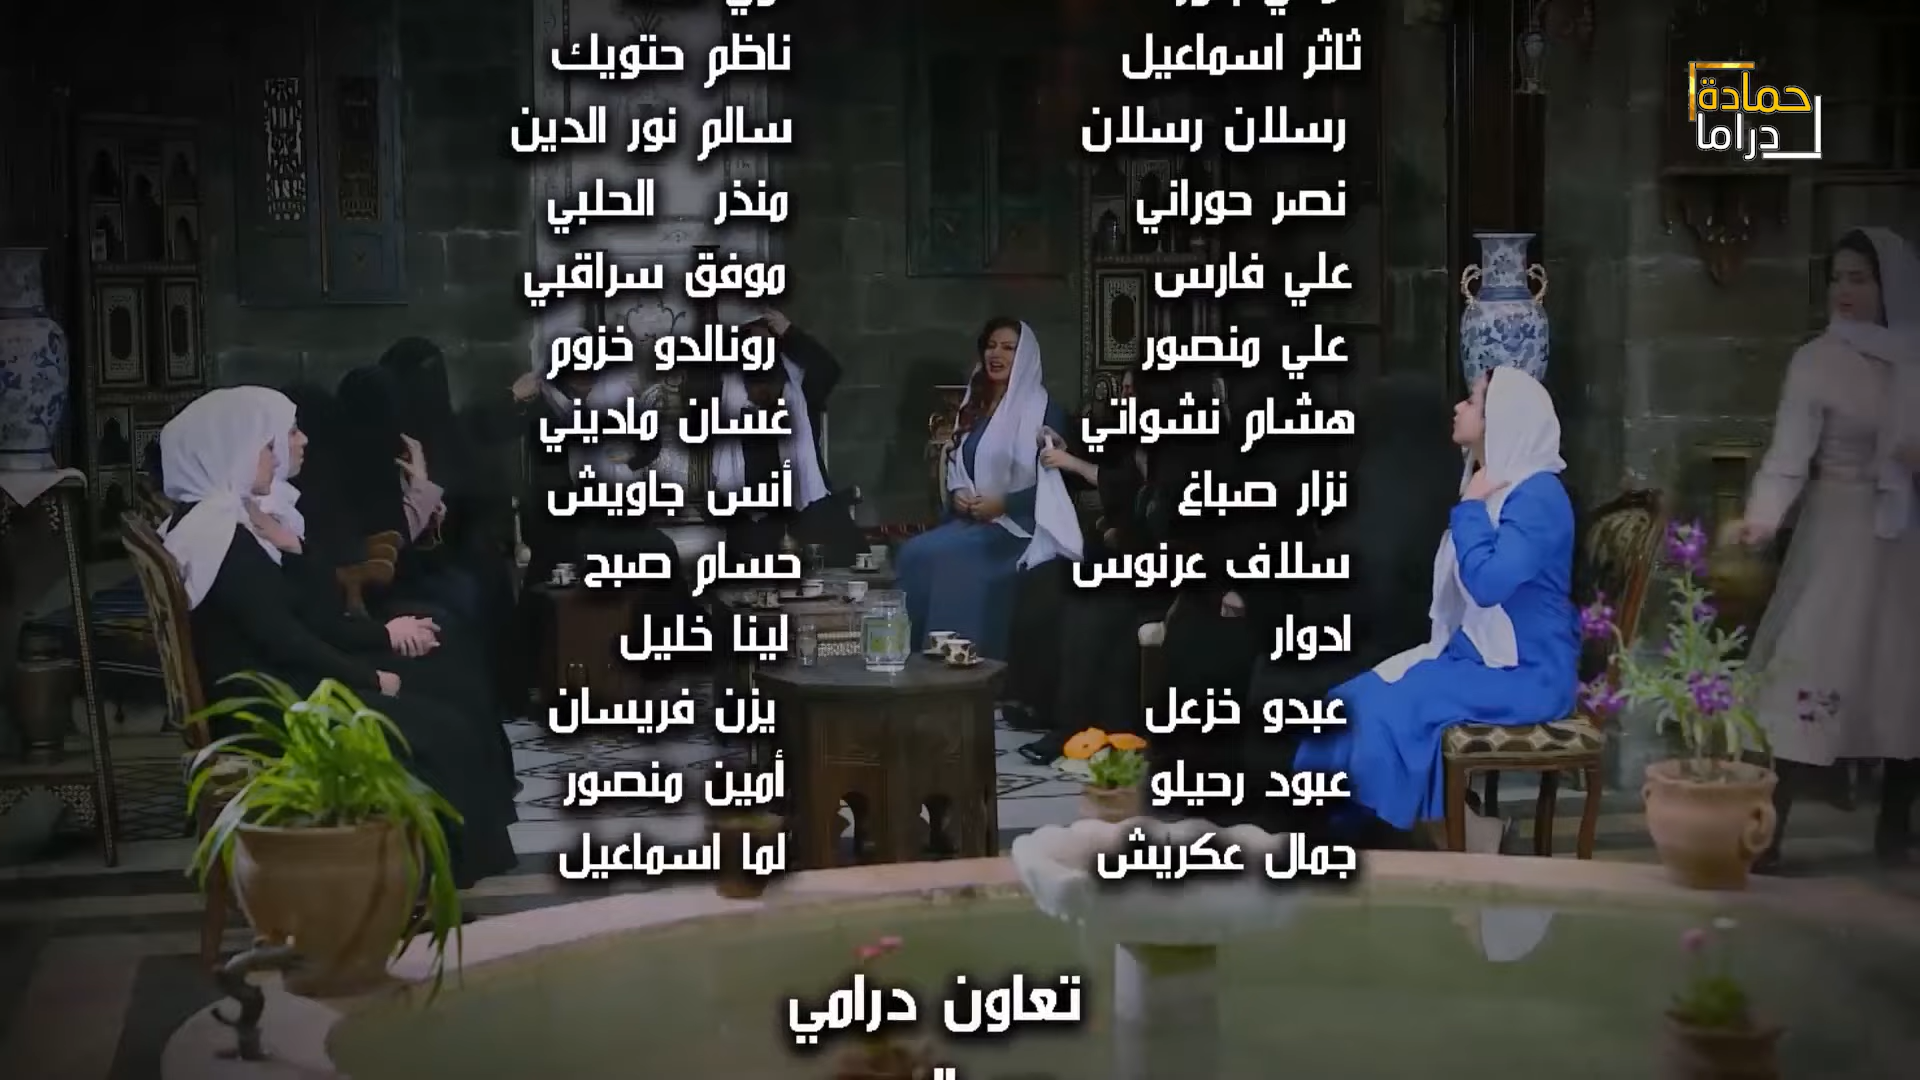 حمادة
دراما
ثائر اسماعيل ناظم حتويك
رسلان رسلان سالم نور الدين
نصر حوراني منذر الحلبي
علي فارس موفق سراقبي
علي منصور رونالدو خزوم
هشام نشواتي غسان ماديني
نزار صباغ أنس جاويش
سلاف عرنوس حسام صبح
ادوار لينا خليل
عبدو خزعل يزن فريسان
عبود رحيلو أمين منصور
جمال عكريش لما اسماعيل
تعاون درامي